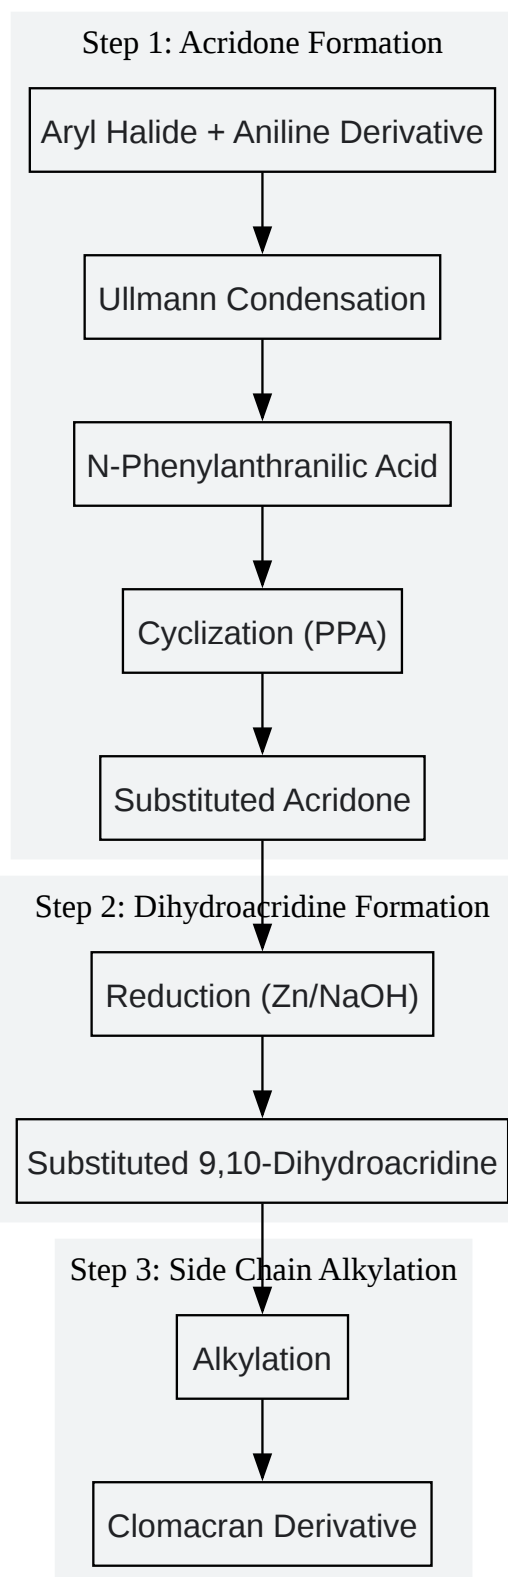 Step 1: Acridone Formation
Aryl Halide + Aniline Derivative
Ullmann Condensation
N-Phenylanthranilic Acid
Cyclization (PPA)
Substituted Acridone
Step 2: Dihydroacridine Formation
Reduction (Zn/NaOH)
Substituted 9,10-Dihydroacridine
Step 3: Side Chain Alkylation
Alkylation
Clomacran Derivative